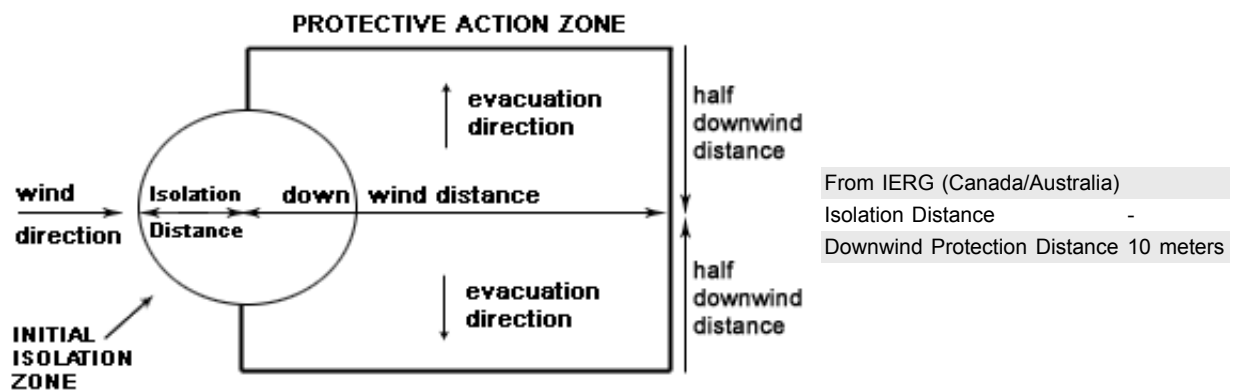 PROTECTIVE ACTION ZONE
evacuation
direction
half
downwind
distance
wind
direction
Isolation
Distance
down wind distance
evacuation
direction
half
downwind
distance
INITIAL
ISOLATION
ZONE
From IERG (Canada/Australia)
Isolation Distance -
Downwind Protection Distance 10 meters